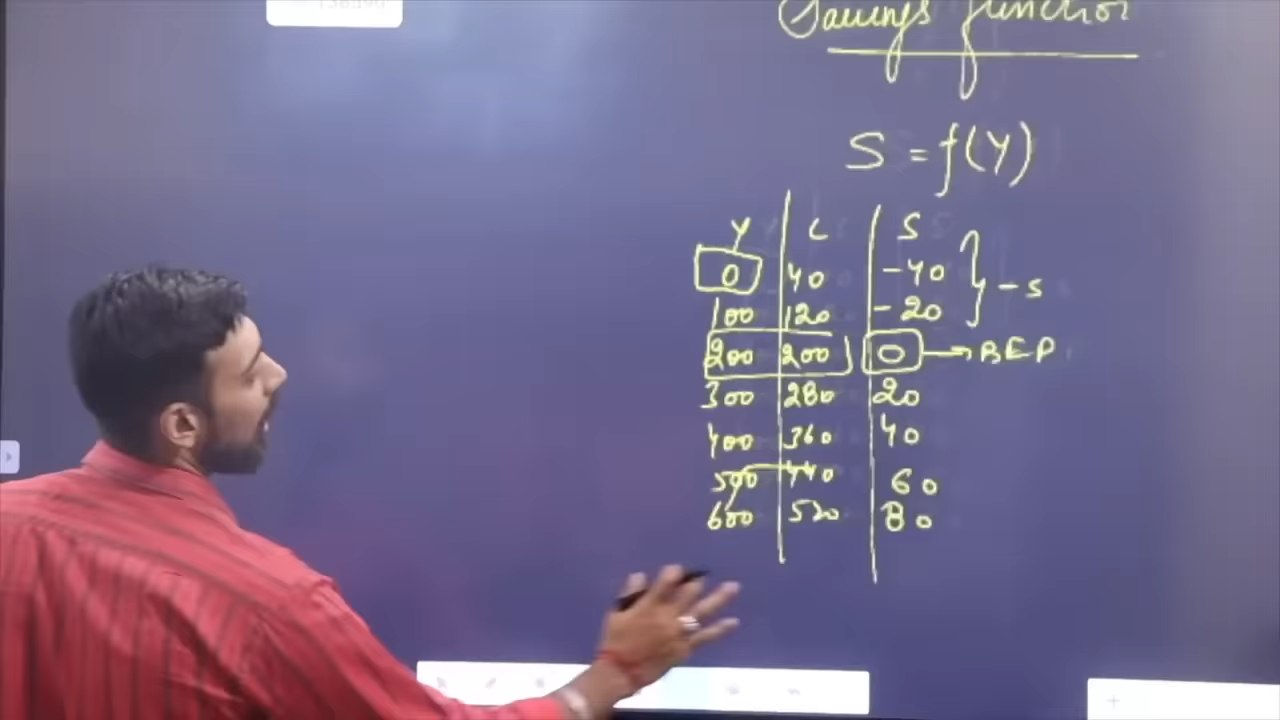 Savings function
S = f(Y)
Y C S
0 40 -40
100 120 -20 } -S
200 200 0 → BEP
300 280 20
400 360 40
500 440 60
600 520 80